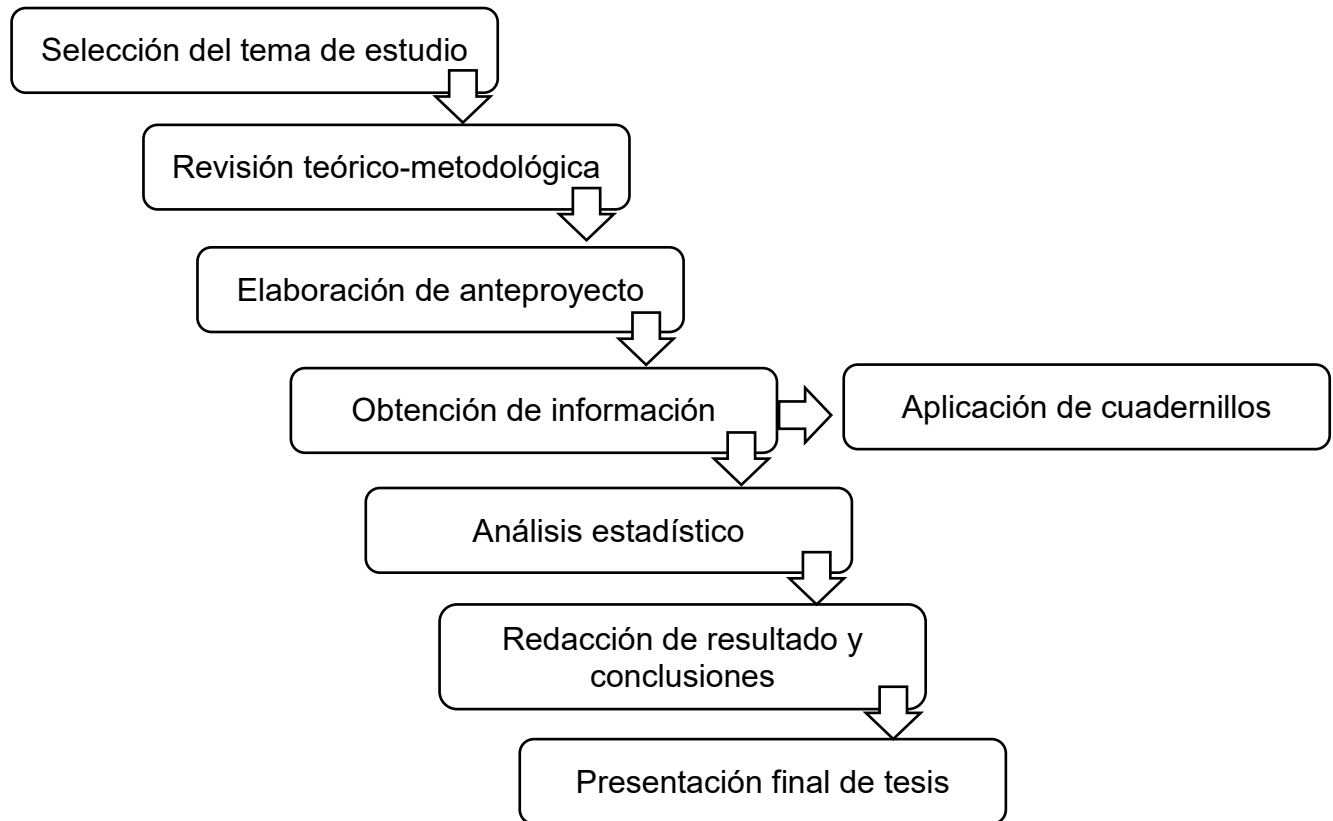 Selección del tema de estudio
Revisión teórico-metodológica
Elaboración de anteproyecto
Obtención de información
Aplicación de cuadernillos
Análisis estadístico
Redacción de resultado y
conclusiones
Presentación final de tesis